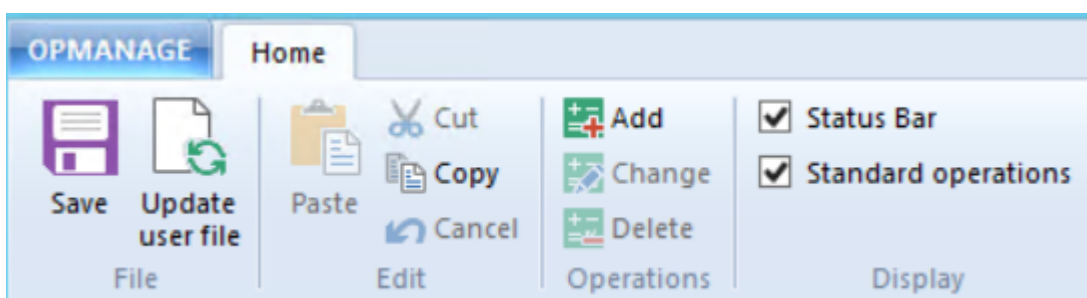 OPMANAGE
Home
Save
Update
user file
File
Paste
Cut
Copy
Cancel
Edit
Add
Change
Delete
Operations
Status Bar
Standard operations
Display